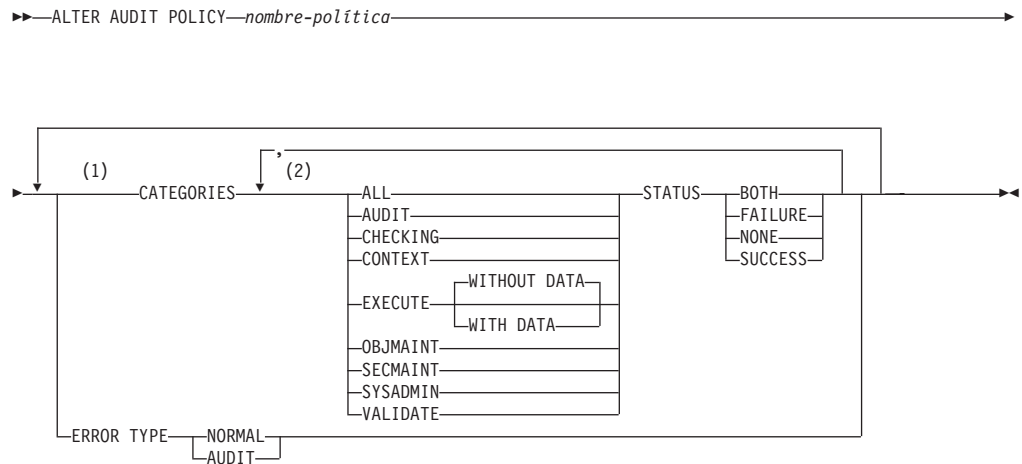 ALTER AUDIT POLICY nombre-política
,
(1) (2)
CATEGORIES ALL STATUS BOTH
AUDIT FAILURE
CHECKING NONE
CONTEXT SUCCESS
WITHOUT DATA
EXECUTE
WITH DATA
OBJMAINT
SECMAINT
SYSADMIN
VALIDATE
ERROR TYPE NORMAL
AUDIT